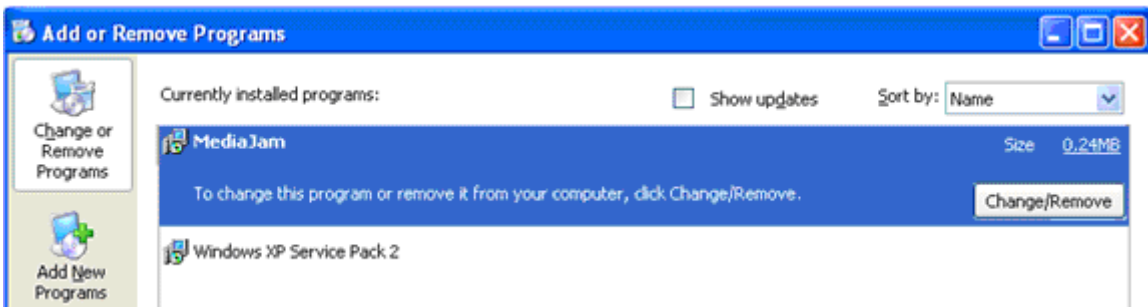 Add or Remove Programs
Change or
Remove
Programs
Currently installed programs:
Show updates
Sort by: Name
MediaJam
Size 0.24MB
To change this program or remove it from your computer, click Change/Remove.
Change/Remove
Windows XP Service Pack 2
Add New
Programs